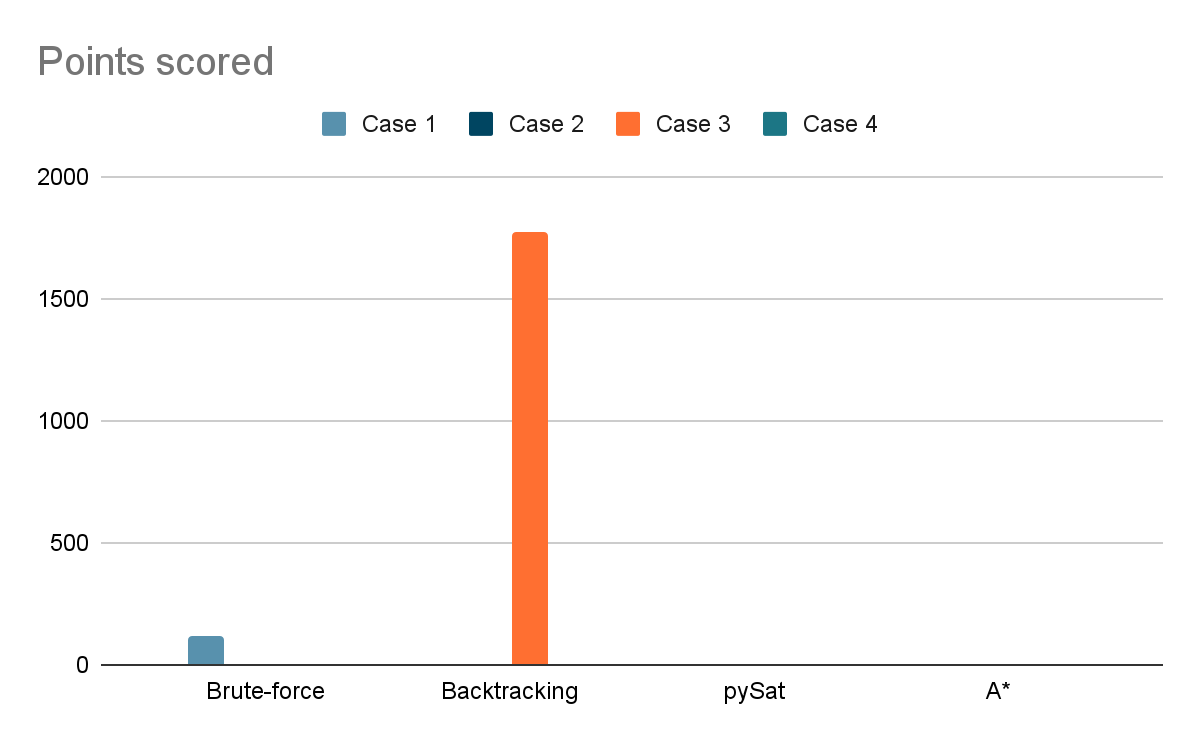 Points scored
Case 1 Case 2 Case 3 Case 4
2000
1500
1000
500
0
Brute-force Backtracking pySat A*